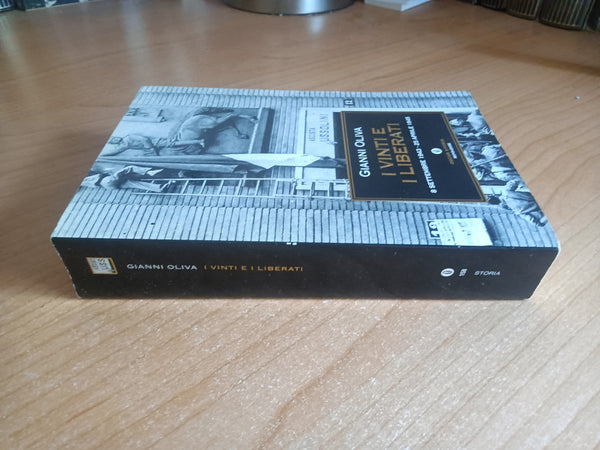 GIANNI OLIVA
I VINTI E
I LIBERATI
8 SETTEMBRE 1943 - 25 APRILE 1945
GIANNI OLIVA I VINTI E I LIBERATI
STORIA